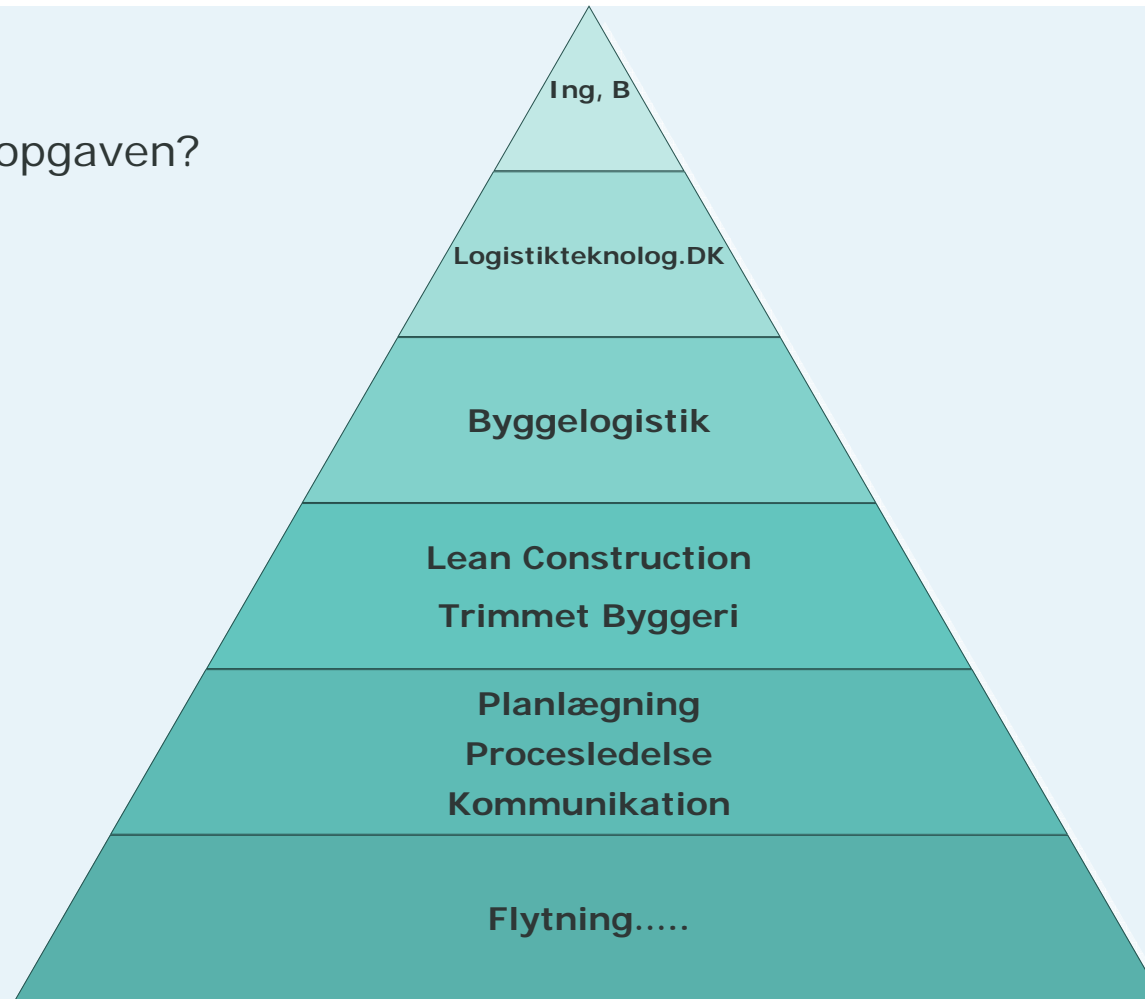 opgaven?
Ing, B
Logistikteknolog.DK
Byggelogistik
Lean Construction
Trimmet Byggeri
Planlægning
Procesledelse
Kommunikation
Flytning.....